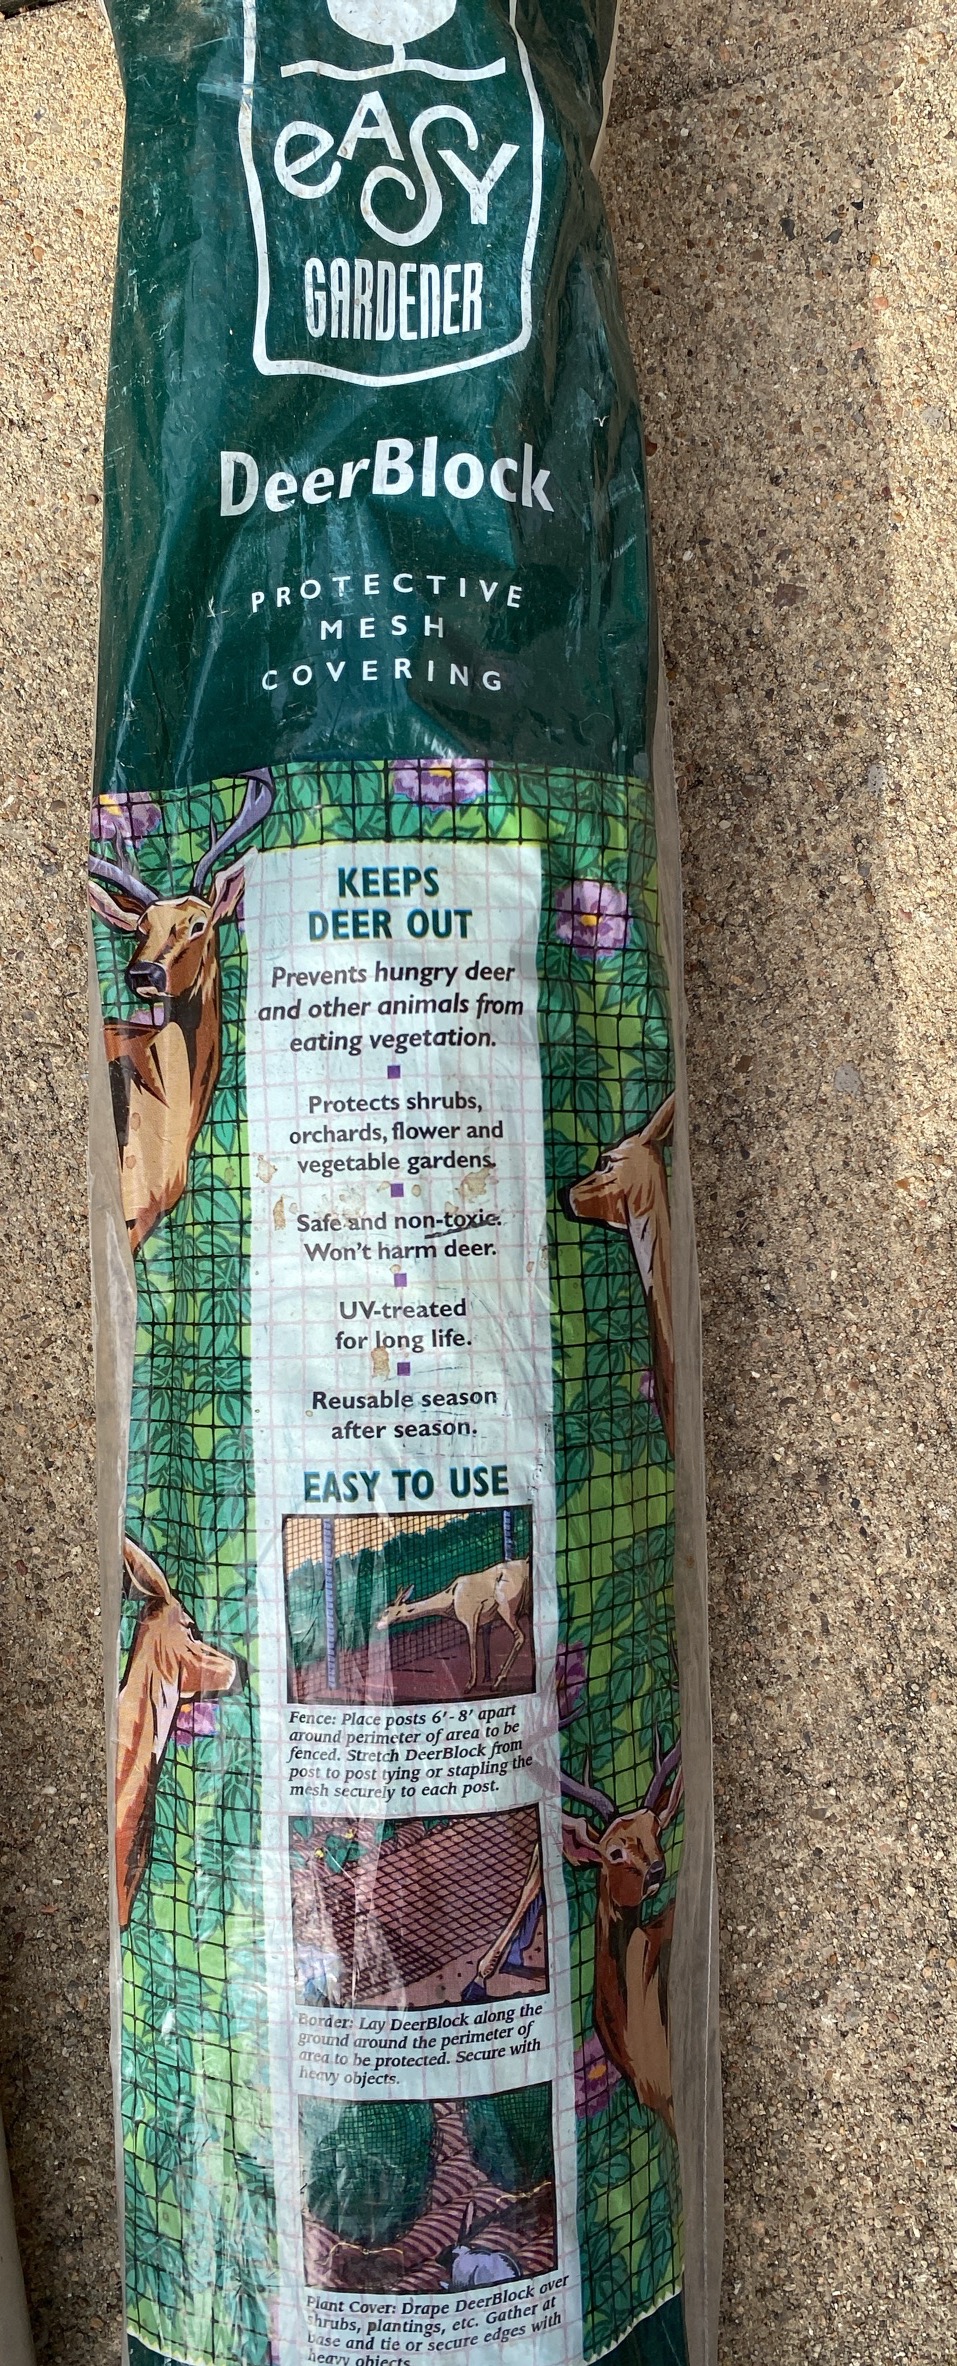 eASY
GARDENER
DeerBlock
PROTECTIVE
MESH
COVERING
KEEPS
DEER OUT
Prevents hungry deer
and other animals from
eating vegetation.
Protects shrubs,
orchards, flower and
vegetable gardens.
Safe and non-toxic.
Won't harm deer.
UV-treated
for long life.
Reusable season
after season.
EASY TO USE
Fence: Place posts 6'-8' apart
around perimeter of area to be
fenced. Stretch DeerBlock from
post to post tying or stapling the
mesh securely to each post.
Border: Lay DeerBlock along the
ground around the perimeter of
area to be protected. Secure with
heavy objects.
Plant Cover: Drape DeerBlock over
shrubs, plantings, etc. Gather at
base and tie or secure edges with
heavy objects